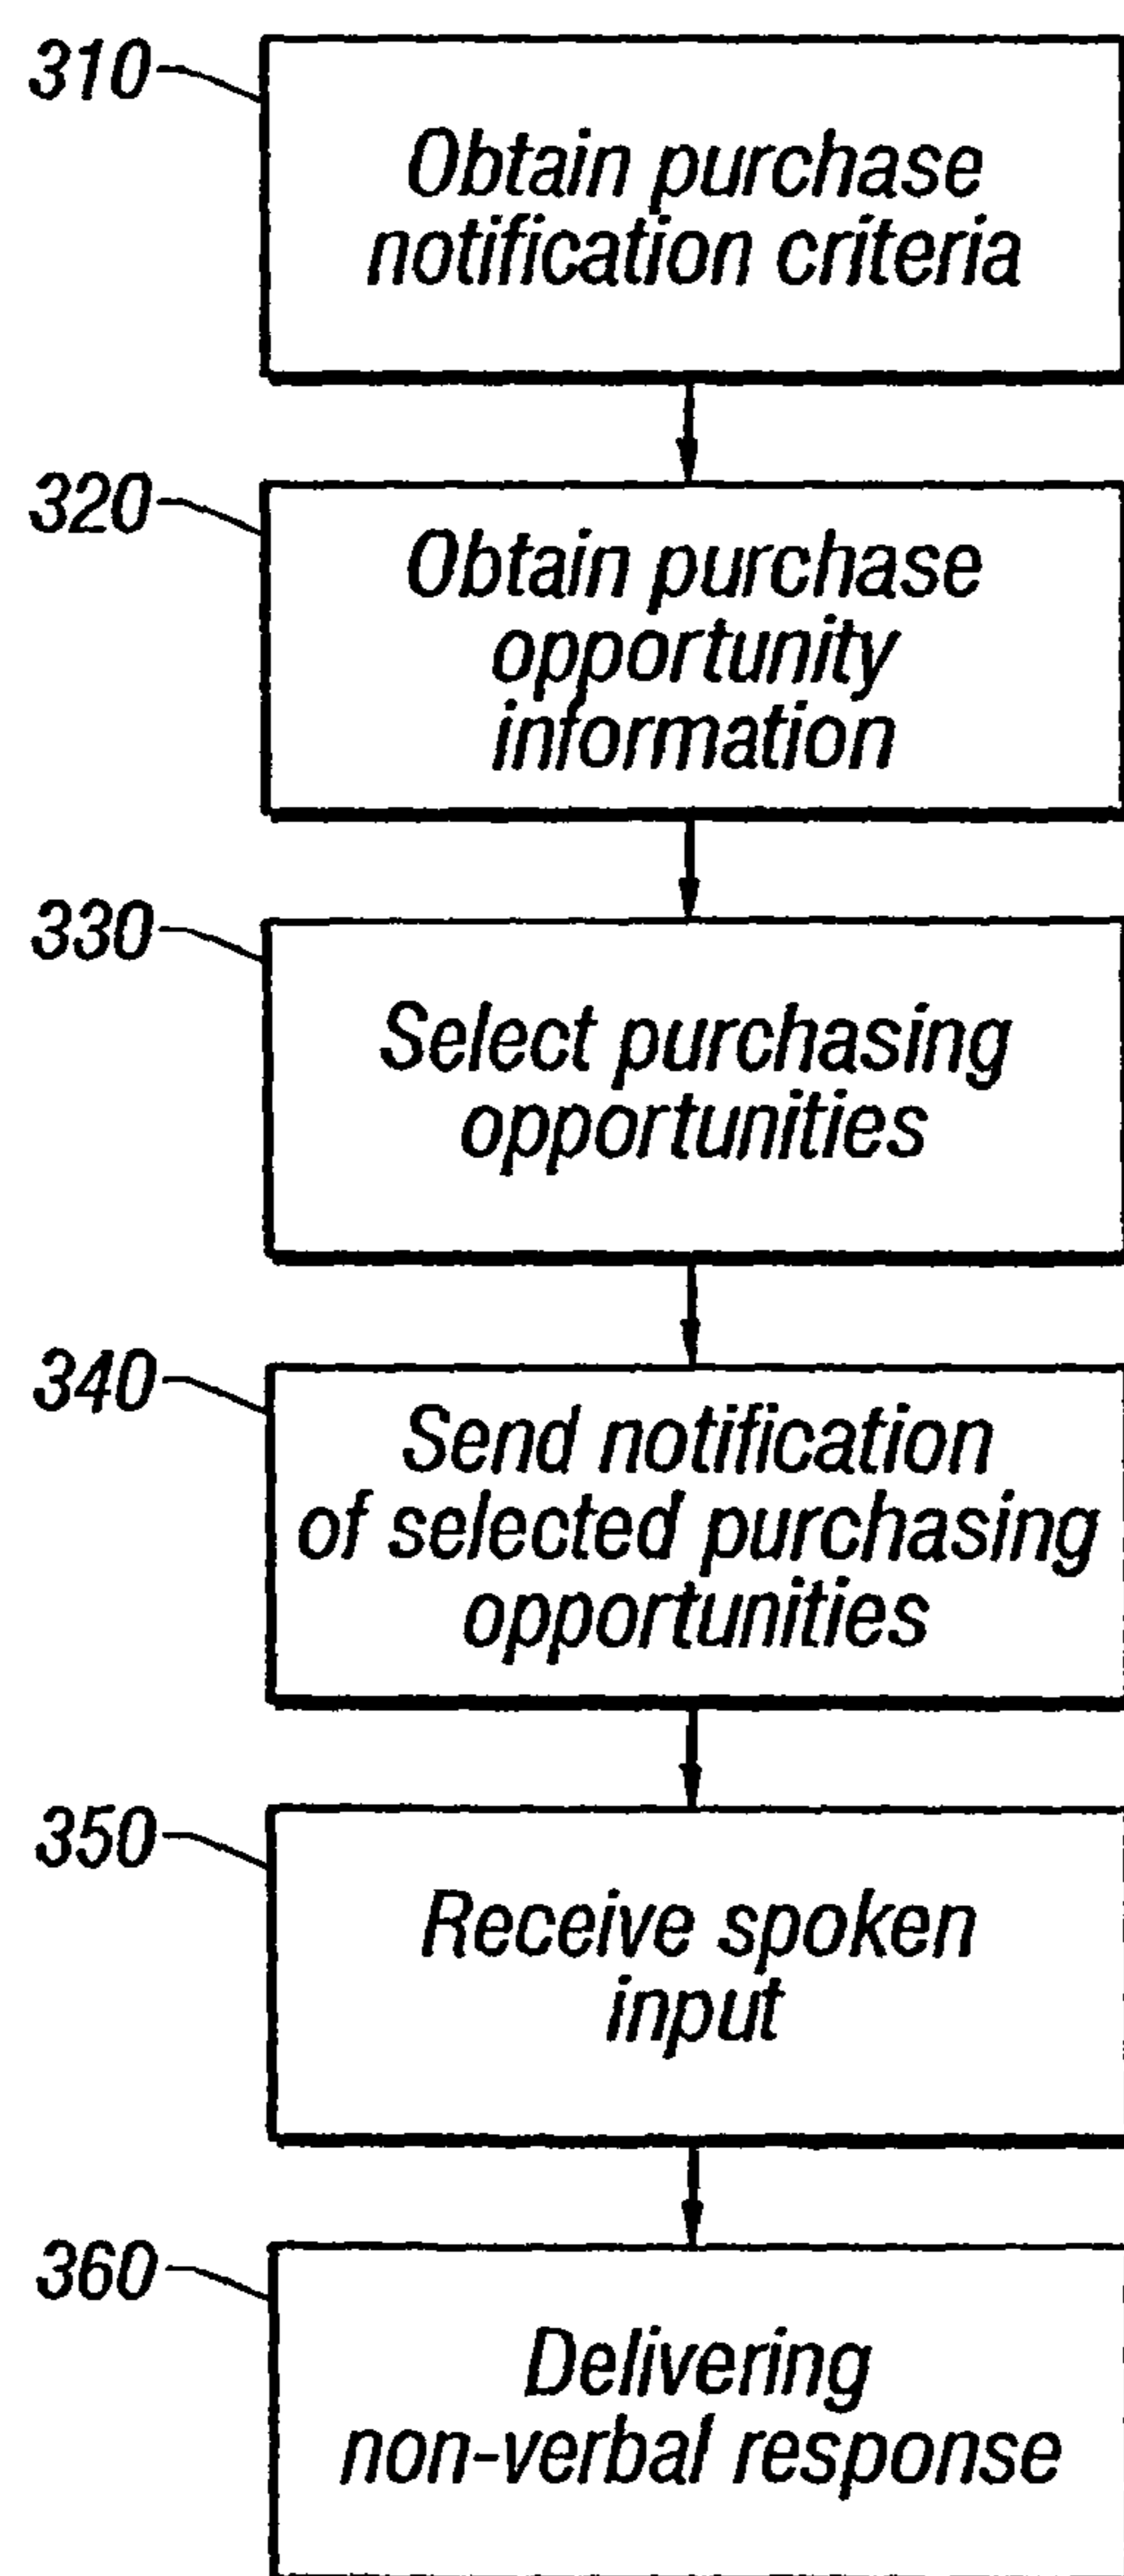 310
Obtain purchase
notification criteria
320
Obtain purchase
opportunity
information
330
Select purchasing
opportunities
340
Send notification
of selected purchasing
opportunities
350
Receive spoken
input
360
Delivering
non-verbal response